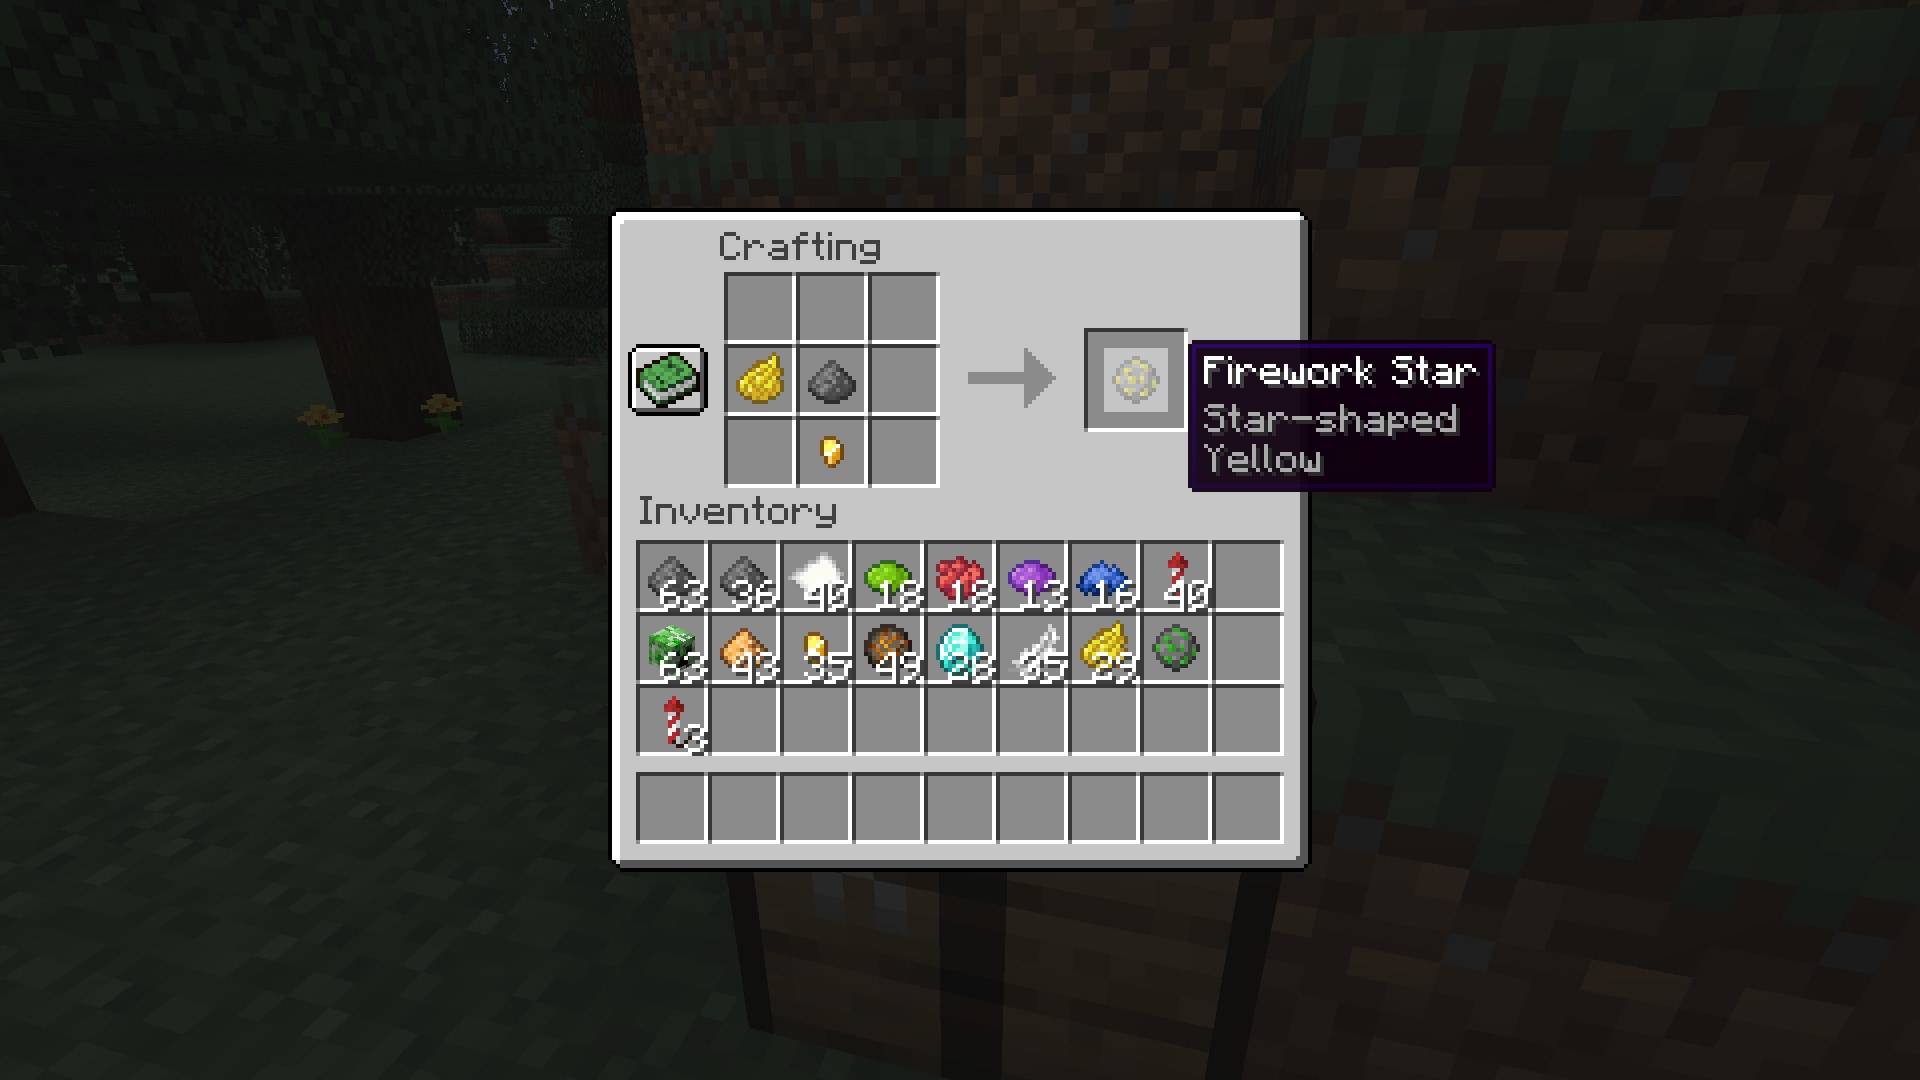 Crafting
Firework Star
Star-shaped
Yellow
Inventory
63 36 40 18 18 13 16 40
63 43 35 49 28 35 29
3